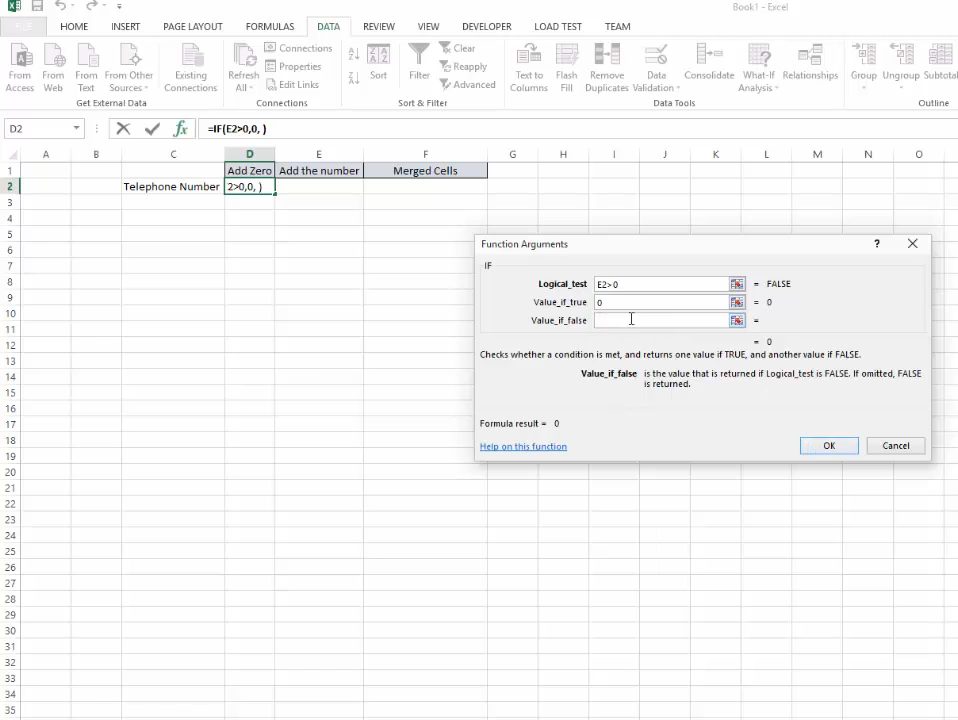 Book1 - Excel
HOME INSERT PAGE LAYOUT FORMULAS DATA REVIEW VIEW DEVELOPER LOAD TEST TEAM
From Access
From Web
From Text
From Other Sources
Existing Connections
Refresh All
Connections
Properties
Edit Links
Sort
Filter
Clear
Reapply
Advanced
Text to Columns
Flash Fill
Remove Duplicates
Data Validation
Consolidate
What-If Analysis
Relationships
Group
Ungroup
Subtotal
Get External Data
Connections
Sort & Filter
Data Tools
Outline
D2
fx
=IF(E2>0,0, )
A B C D E F G H I J K L M N O
1 Add Zero Add the number Merged Cells
2 Telephone Number 2>0,0, )
3
4
5
6
7
8
9
10
11
12
13
14
15
16
17
18
19
20
21
22
23
24
25
26
27
28
29
30
31
32
33
34
35
Function Arguments ?
IF
Logical_test E2>0 = FALSE
Value_if_true 0 = 0
Value_if_false =
= 0
Checks whether a condition is met, and returns one value if TRUE, and another value if FALSE.
Value_if_false is the value that is returned if Logical_test is FALSE. If omitted, FALSE
is returned.
Formula result = 0
Help on this function
OK Cancel